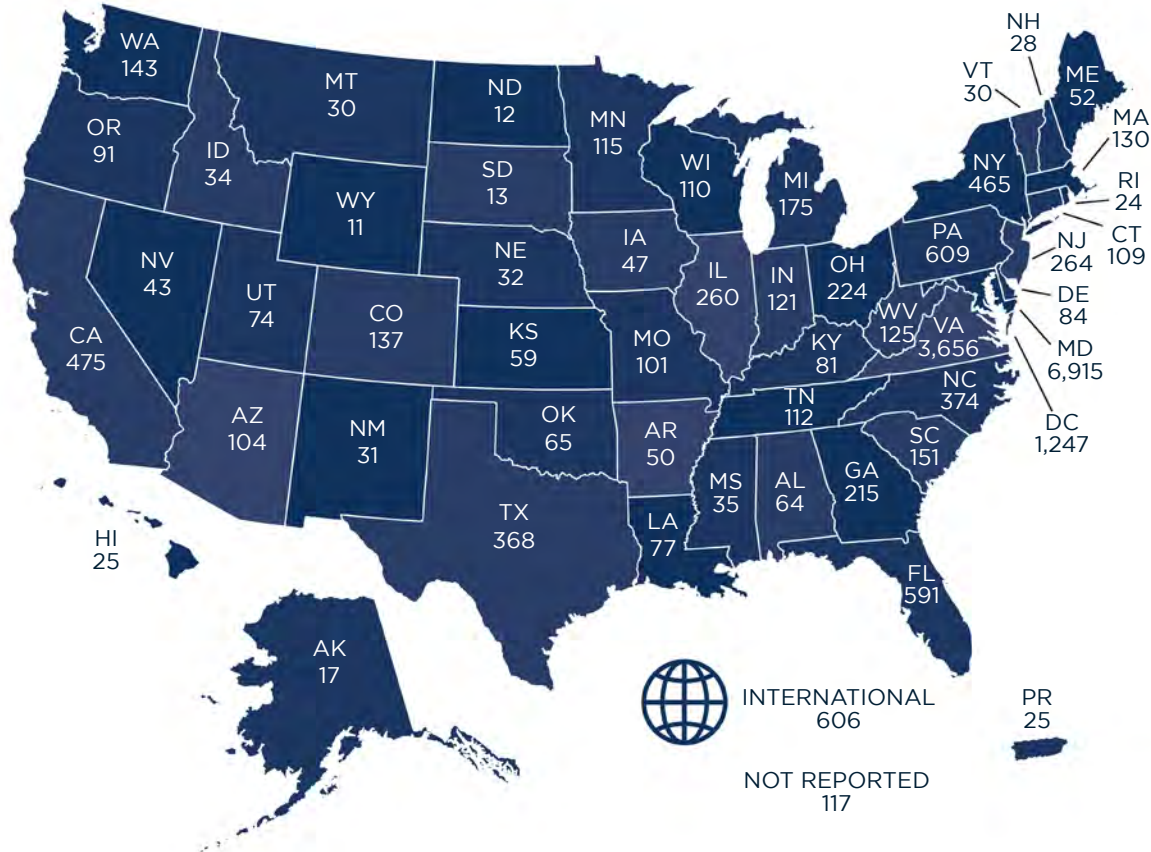 WA
143
OR
91
CA
475
NV
43
ID
34
MT
30
WY
11
UT
74
CO
137
AZ
104
NM
31
ND
12
SD
13
NE
32
KS
59
OK
65
TX
368
MN
115
IA
47
MO
101
AR
50
LA
77
WI
110
IL
260
MI
175
IN
121
OH
224
KY
81
TN
112
MS
35
AL
64
GA
215
FL
591
SC
151
NC
374
VA
3,656
WV
125
PA
609
NY
465
VT
30
NH
28
ME
52
MA
130
RI
24
CT
109
NJ
264
DE
84
MD
6,915
DC
1,247
HI
25
AK
17
INTERNATIONAL
606
NOT REPORTED
117
PR
25